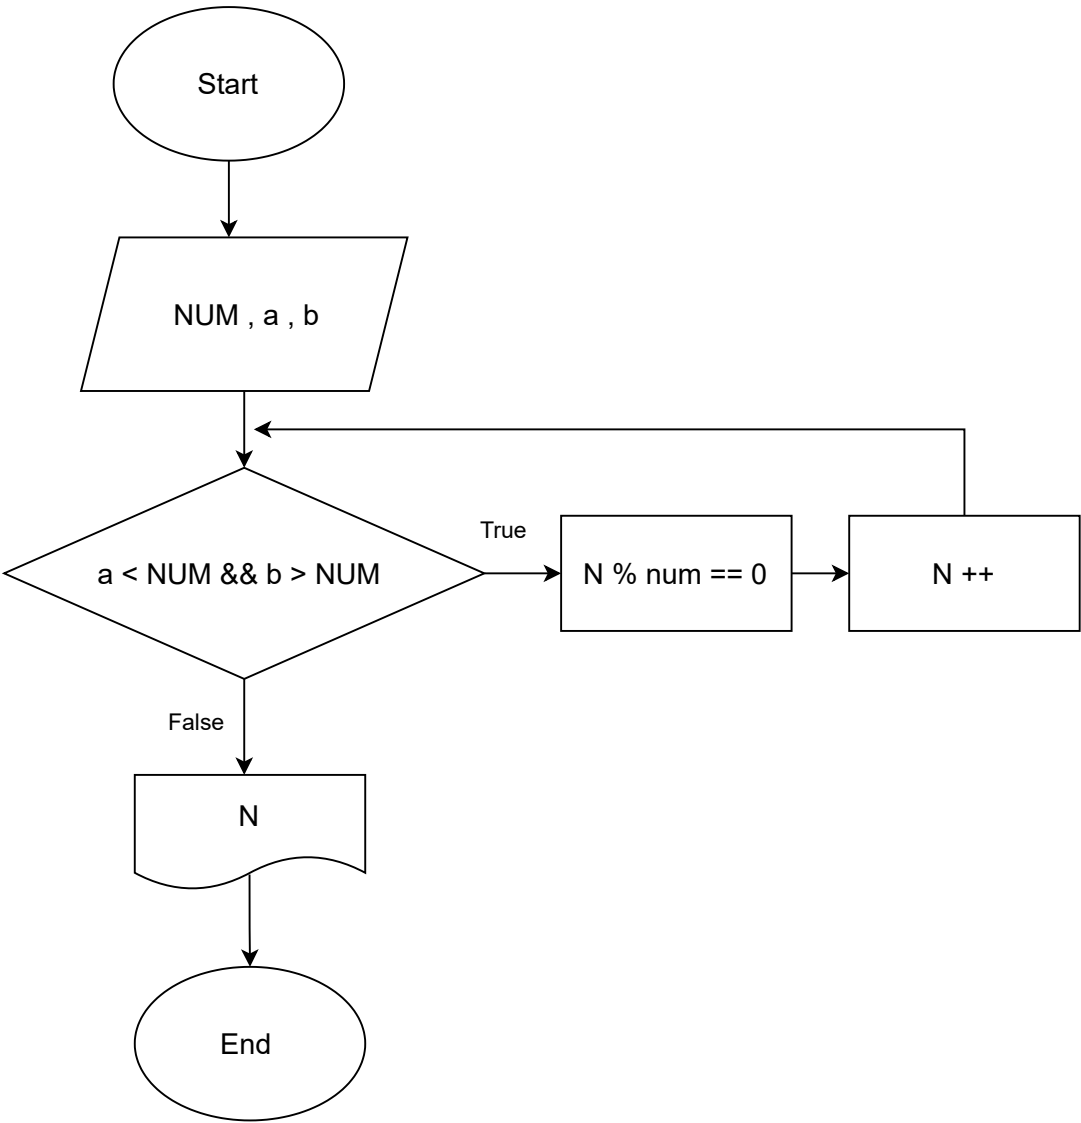 Start
NUM , a , b
a < NUM && b > NUM
True
N % num == 0
N ++
False
N
End